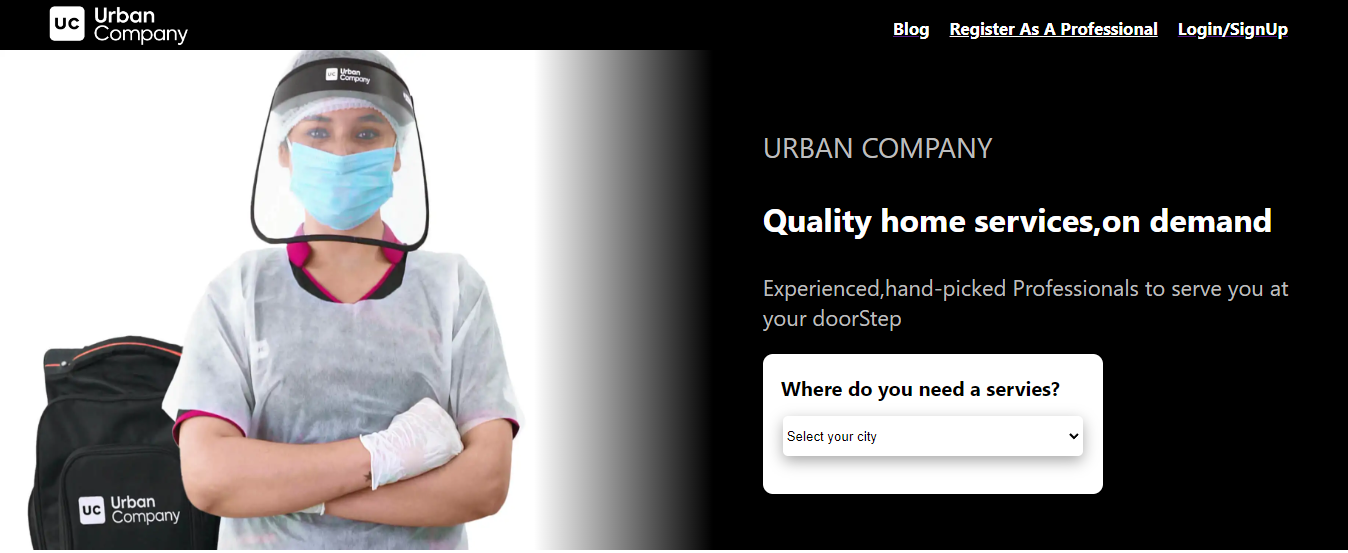 UC Urban Company
Blog Register As A Professional Login/SignUp
UC Urban Company
URBAN COMPANY
Quality home services,on demand
Experienced,hand-picked Professionals to serve you at
your doorStep
Where do you need a servies?
Select your city
UC Urban Company